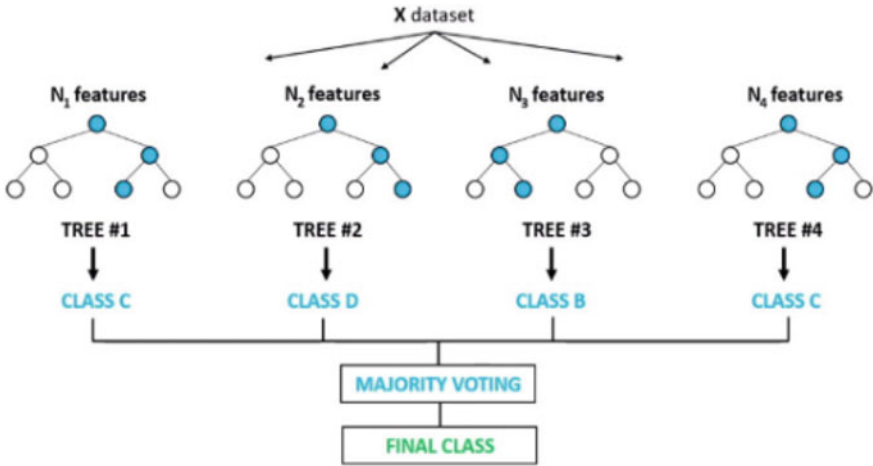 X dataset
N1 features N2 features N3 features N4 features
TREE #1 TREE #2 TREE #3 TREE #4
CLASS C CLASS D CLASS B CLASS C
MAJORITY VOTING
FINAL CLASS